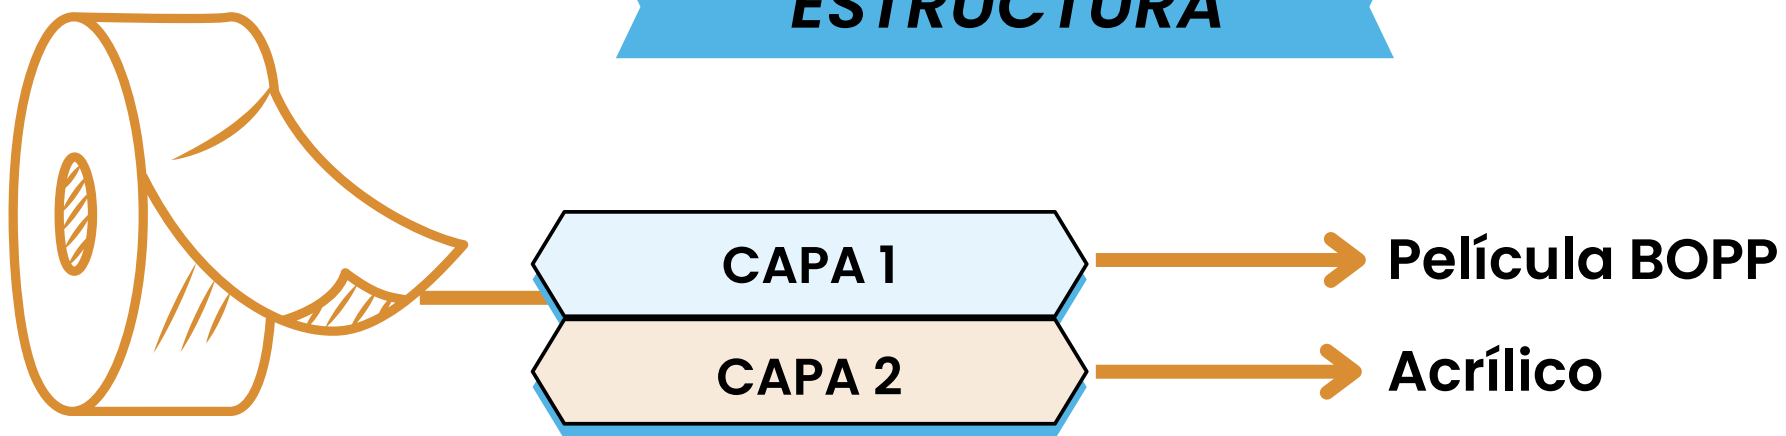 ESTRUCTURA
CAPA 1
Película BOPP
CAPA 2
Acrílico